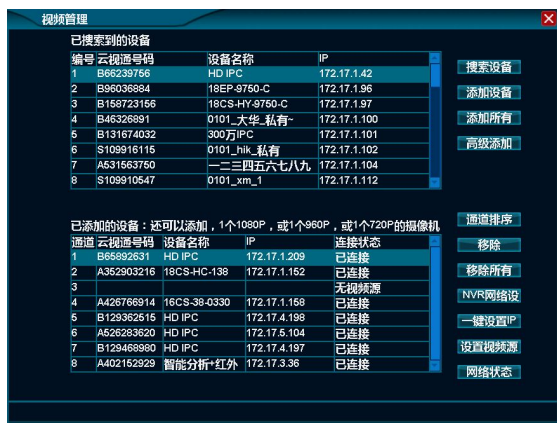 视频管理
已搜索到的设备
编号 云视通号码 设备名称 IP
1 B66239756 HD IPC 172.17.1.42
2 B96036884 18EP-9750-C 172.17.1.96
3 B158723156 18CS-HY-9750-C 172.17.1.97
4 B46326891 0101_大华_私有~ 172.17.1.100
5 B131674032 300万IPC 172.17.1.101
6 S109916115 0101_hik_私有 172.17.1.102
7 A531563750 一二三四五六七八九 172.17.1.104
8 S109910547 0101_xm_1 172.17.1.112
搜索设备
添加设备
添加所有
高级添加
已添加的设备：还可以添加，1个1080P，或1个960P，或1个720P的摄像机
通道 云视通号码 设备名称 IP 连接状态
1 B65892631 HD IPC 172.17.1.209 已连接
2 A352903216 18CS-HC-138 172.17.1.152 已连接
3 无视频源
4 A426766914 16CS-38-0330 172.17.1.158 已连接
5 B129362515 HD IPC 172.17.4.198 已连接
6 A526283620 HD IPC 172.17.5.104 已连接
7 B129468980 HD IPC 172.17.4.197 已连接
8 A402152929 智能分析+红外 172.17.3.36 已连接
通道排序
移除
移除所有
NVR网络设
一键设置IP
设置视频源
网络状态